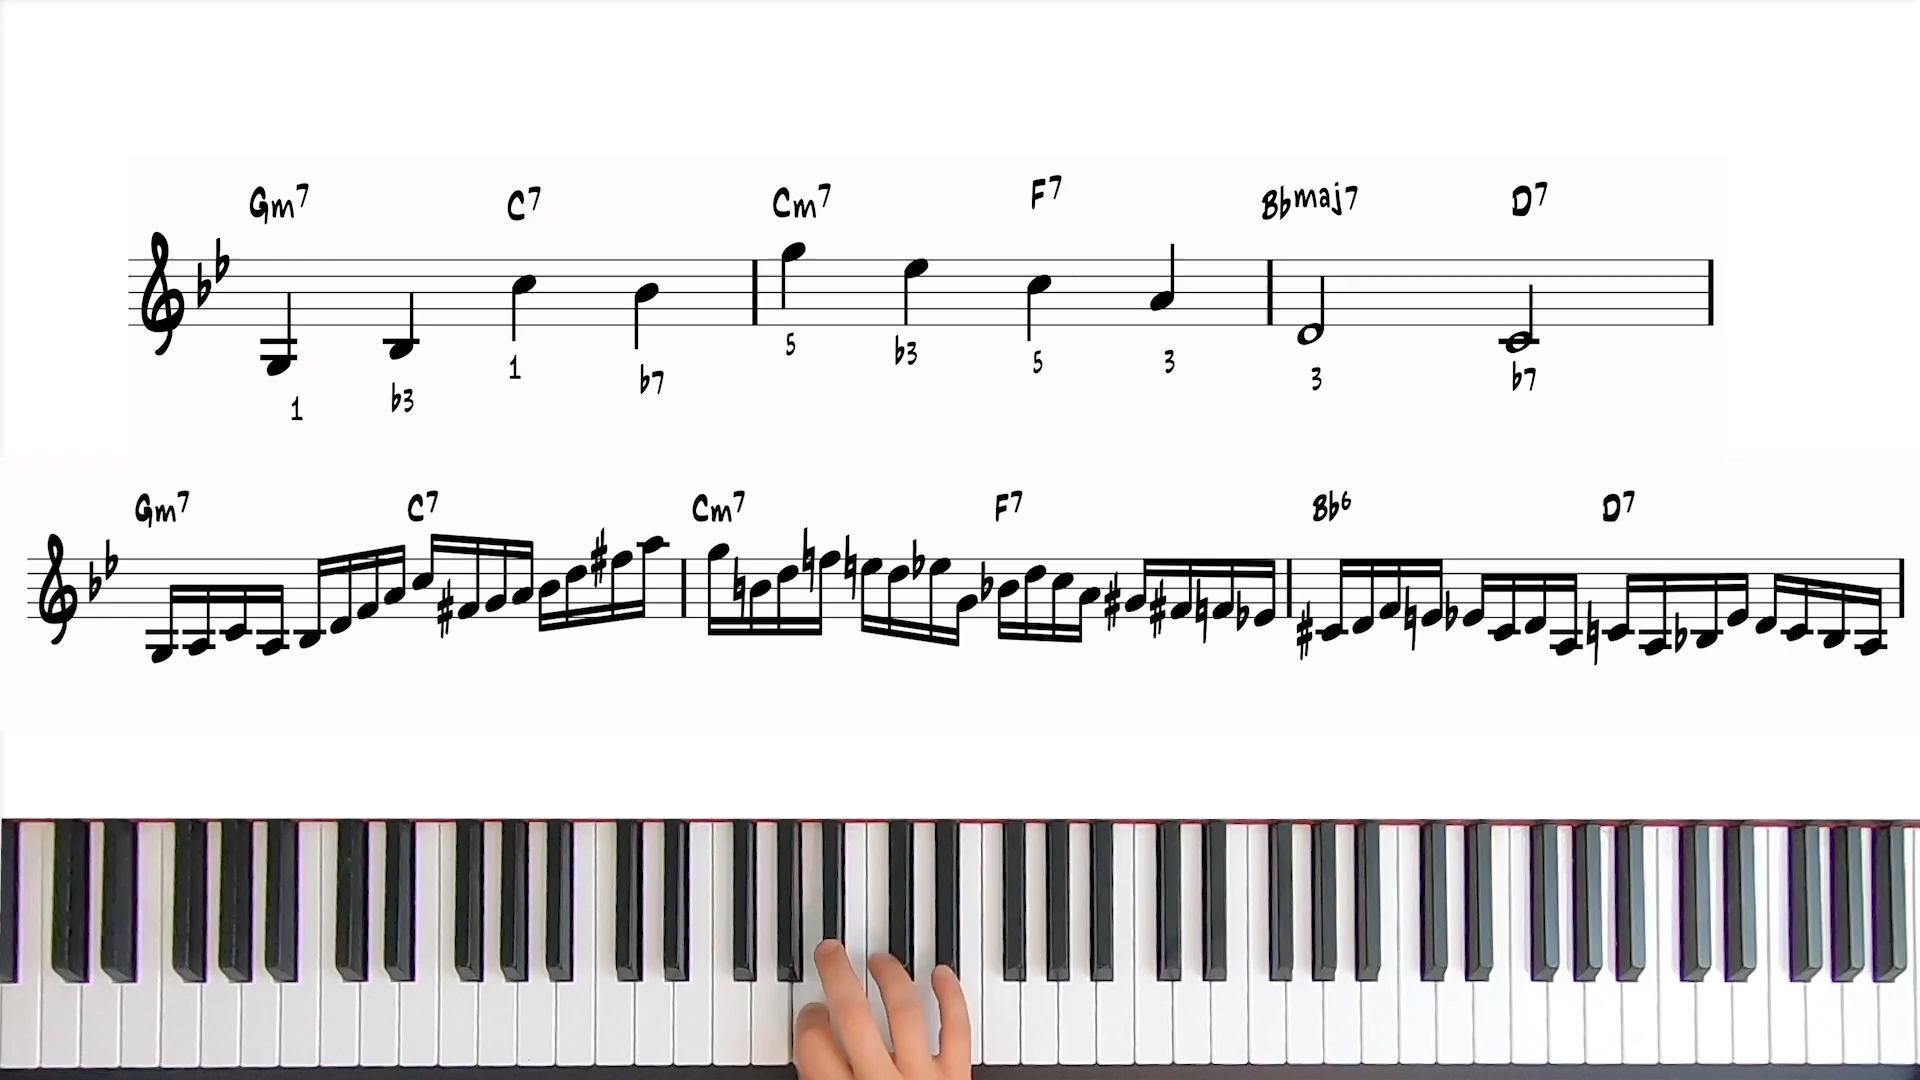 Gm7 C7 Cm7 F7 Bbmaj7 D7
1 b3 1 b7 5 b3 5 3 3 b7
Gm7 C7 Cm7 F7 Bb6 D7